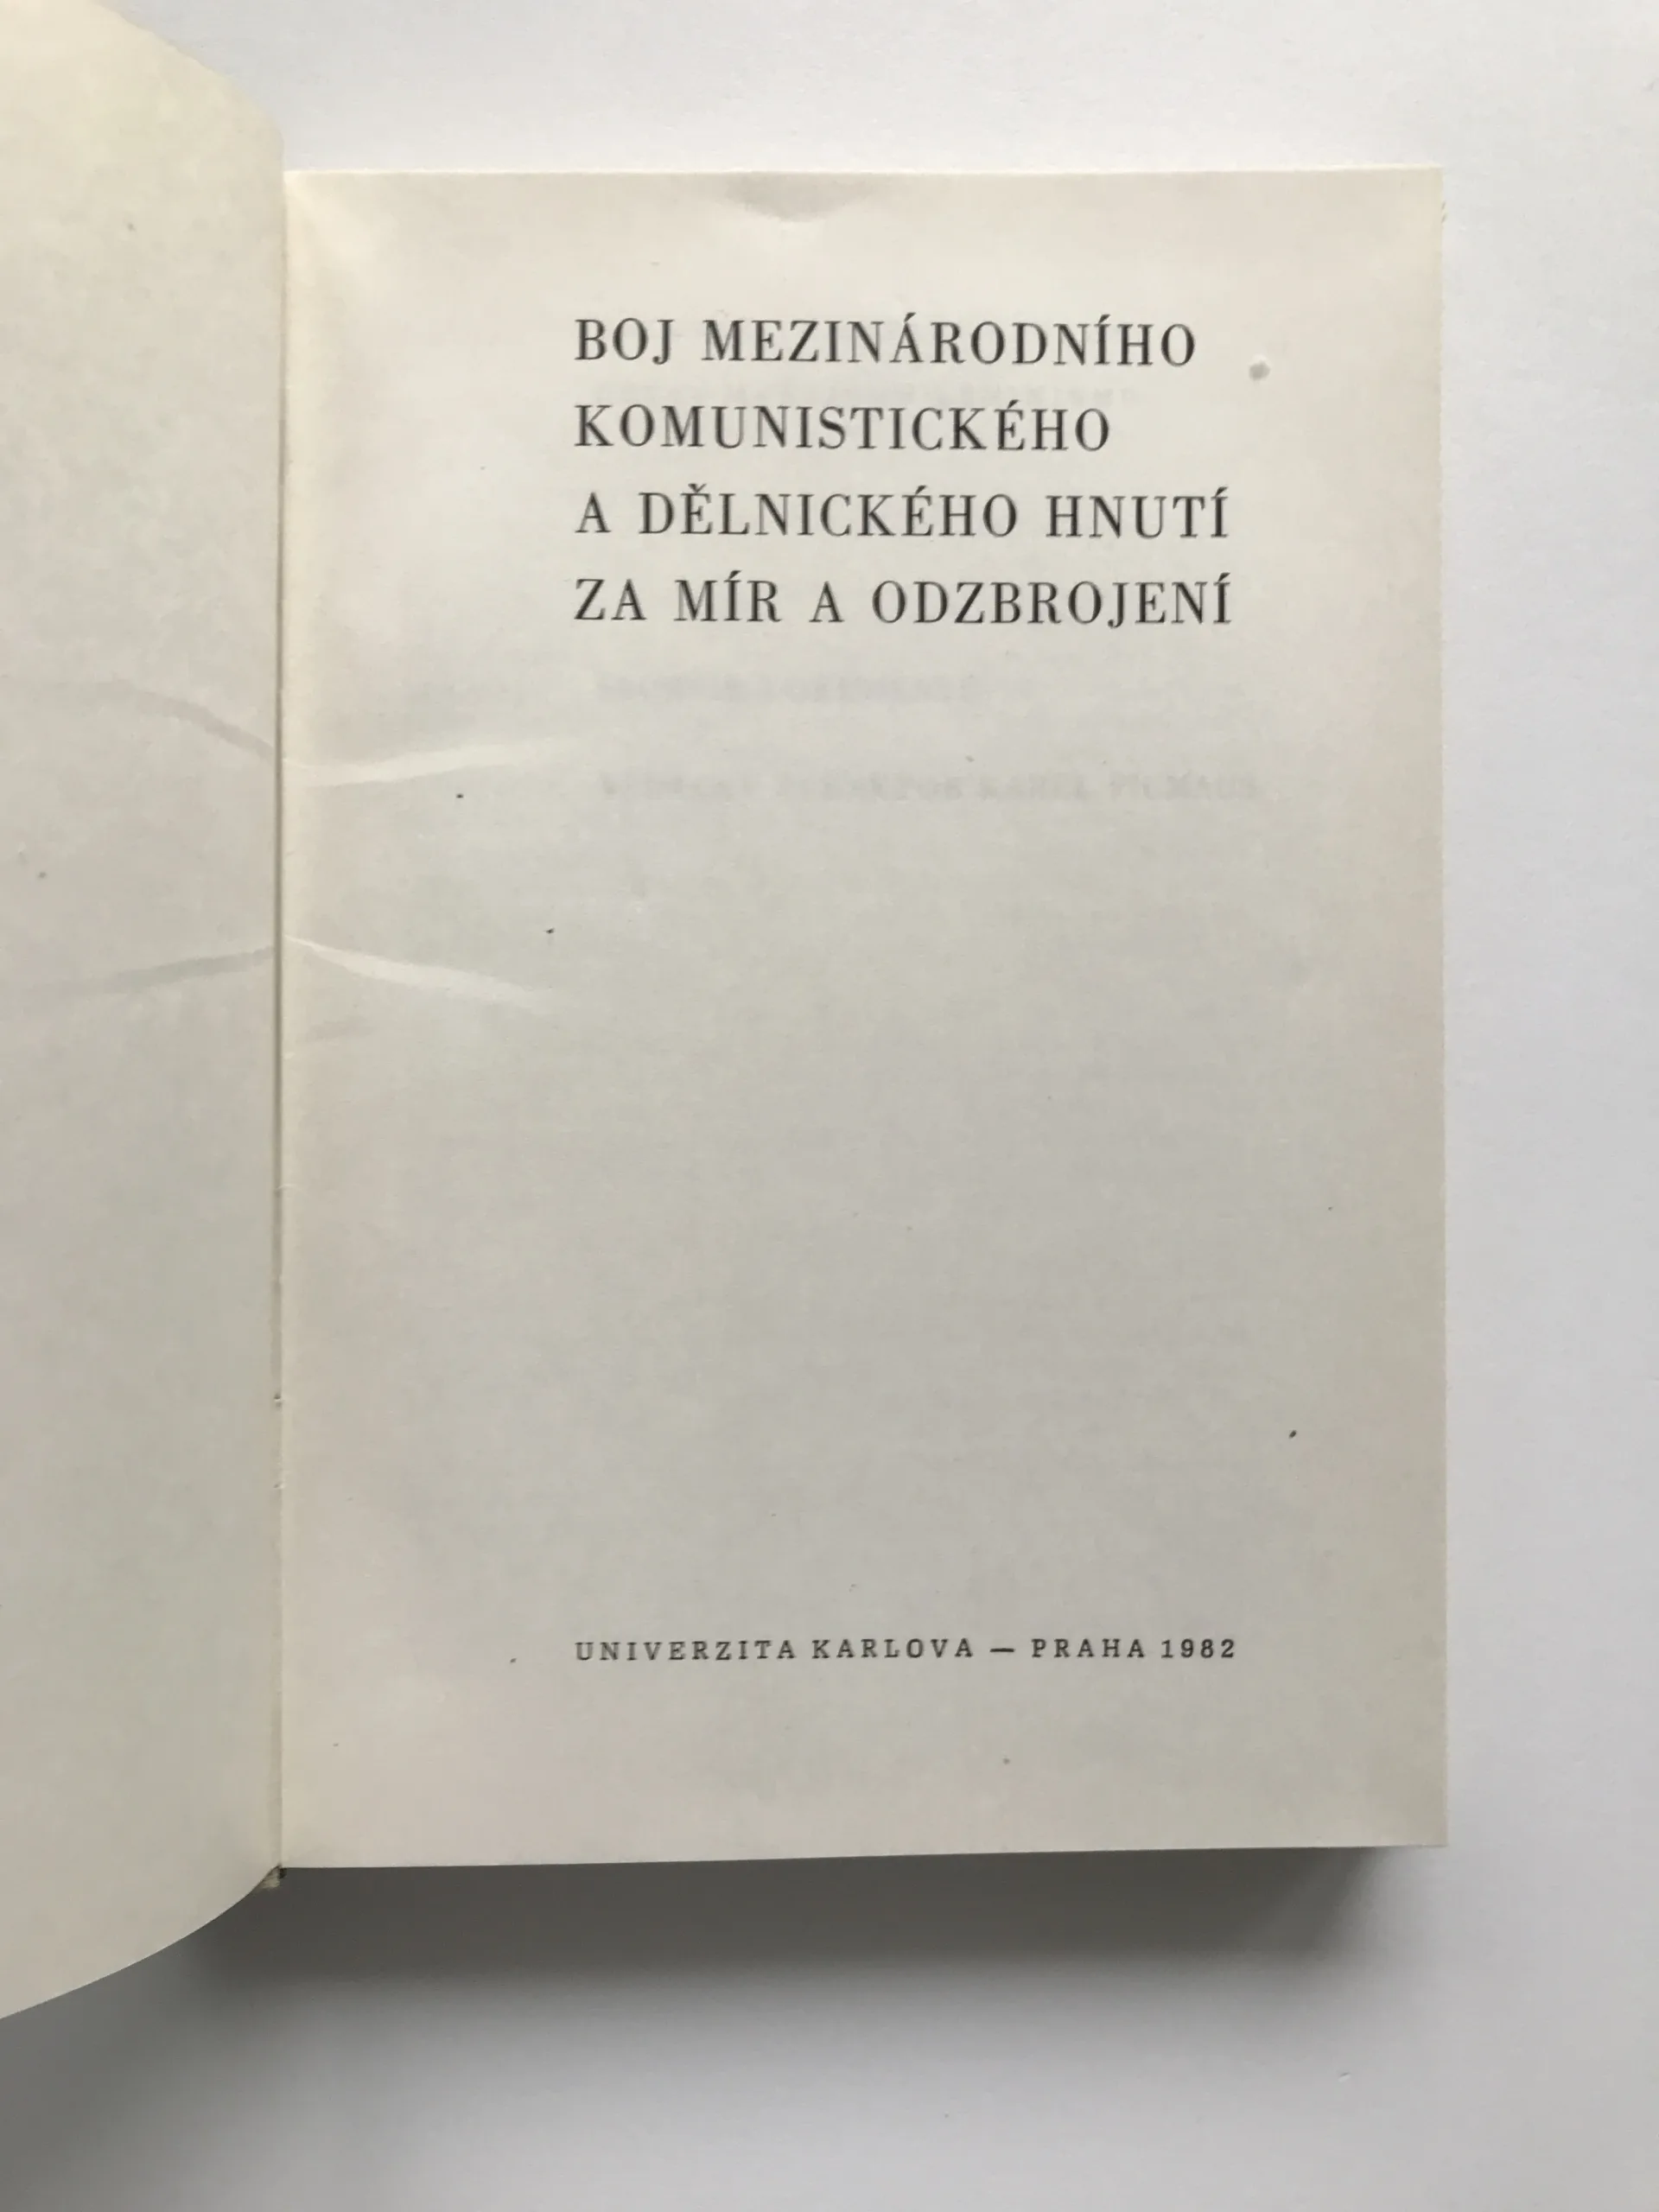 BOJ MEZINÁRODNÍHO
KOMUNISTICKÉHO
A DĚLNICKÉHO HNUTÍ
ZA MÍR A ODZBROJENÍ
UNIVERZITA KARLOVA — PRAHA 1982